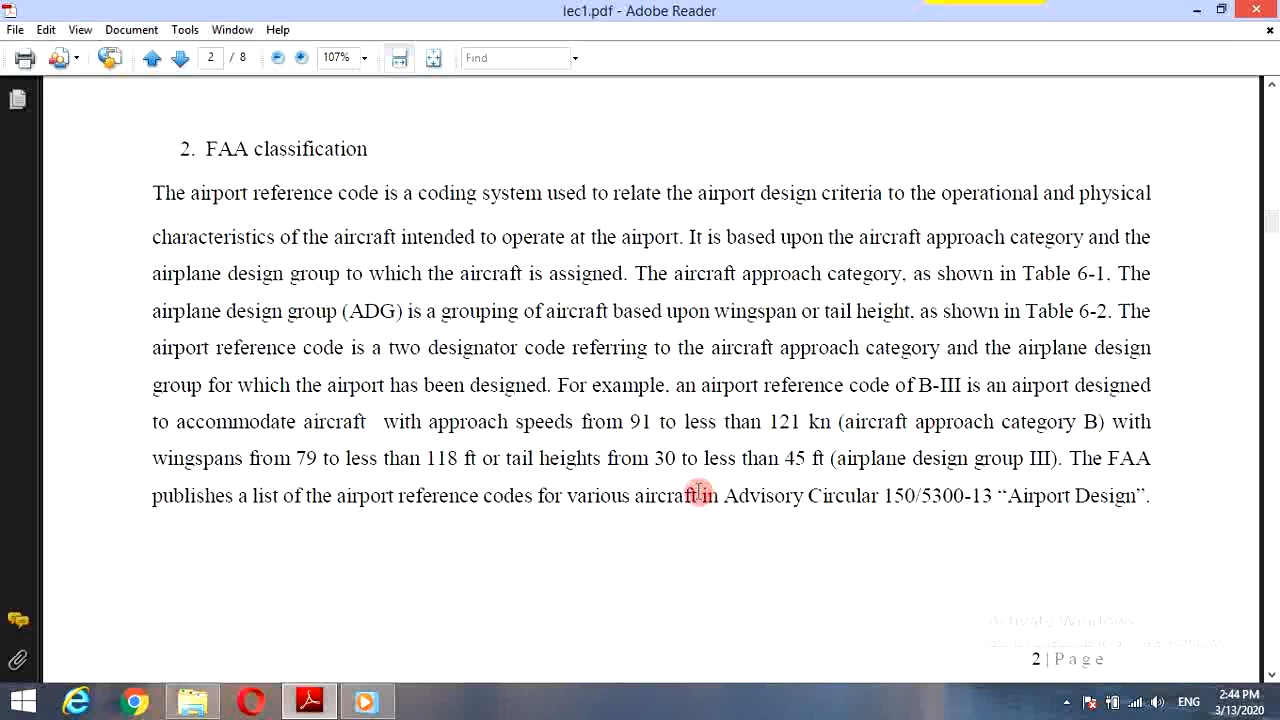 lec1.pdf - Adobe Reader
File Edit View Document Tools Window Help
2 / 8 107% Find
2. FAA classification
The airport reference code is a coding system used to relate the airport design criteria to the operational and physical
characteristics of the aircraft intended to operate at the airport. It is based upon the aircraft approach category and the
airplane design group to which the aircraft is assigned. The aircraft approach category, as shown in Table 6-1. The
airplane design group (ADG) is a grouping of aircraft based upon wingspan or tail height, as shown in Table 6-2. The
airport reference code is a two designator code referring to the aircraft approach category and the airplane design
group for which the airport has been designed. For example, an airport reference code of B-III is an airport designed
to accommodate aircraft with approach speeds from 91 to less than 121 kn (aircraft approach category B) with
wingspans from 79 to less than 118 ft or tail heights from 30 to less than 45 ft (airplane design group III). The FAA
publishes a list of the airport reference codes for various aircraft in Advisory Circular 150/5300-13 “Airport Design”.
Activate Windows
2 | P a g e
ENG
2:44 PM
3/13/2020